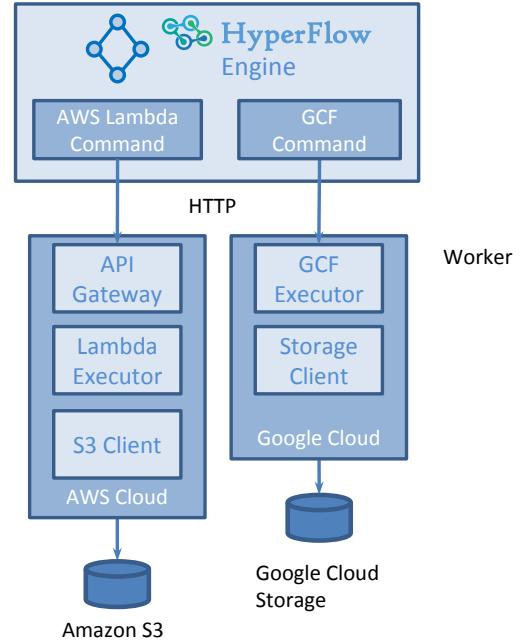 HyperFlow
Engine
AWS Lambda
Command
GCF
Command
HTTP
API
Gateway
Lambda
Executor
S3 Client
AWS Cloud
GCF
Executor
Storage
Client
Google Cloud
Worker
Amazon S3
Google Cloud
Storage